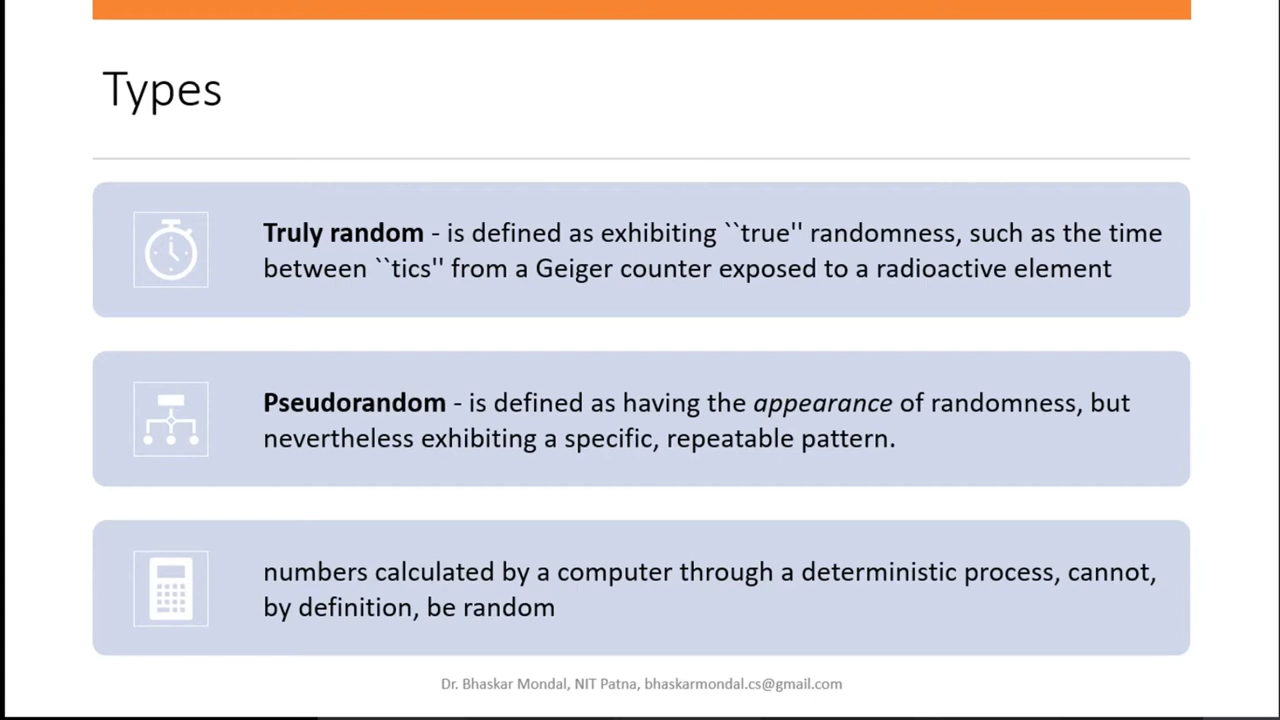 Types
Truly random - is defined as exhibiting ``true'' randomness, such as the time
between ``tics'' from a Geiger counter exposed to a radioactive element
Pseudorandom - is defined as having the appearance of randomness, but
nevertheless exhibiting a specific, repeatable pattern.
numbers calculated by a computer through a deterministic process, cannot,
by definition, be random
Dr. Bhaskar Mondal, NIT Patna, bhaskarmondal.cs@gmail.com